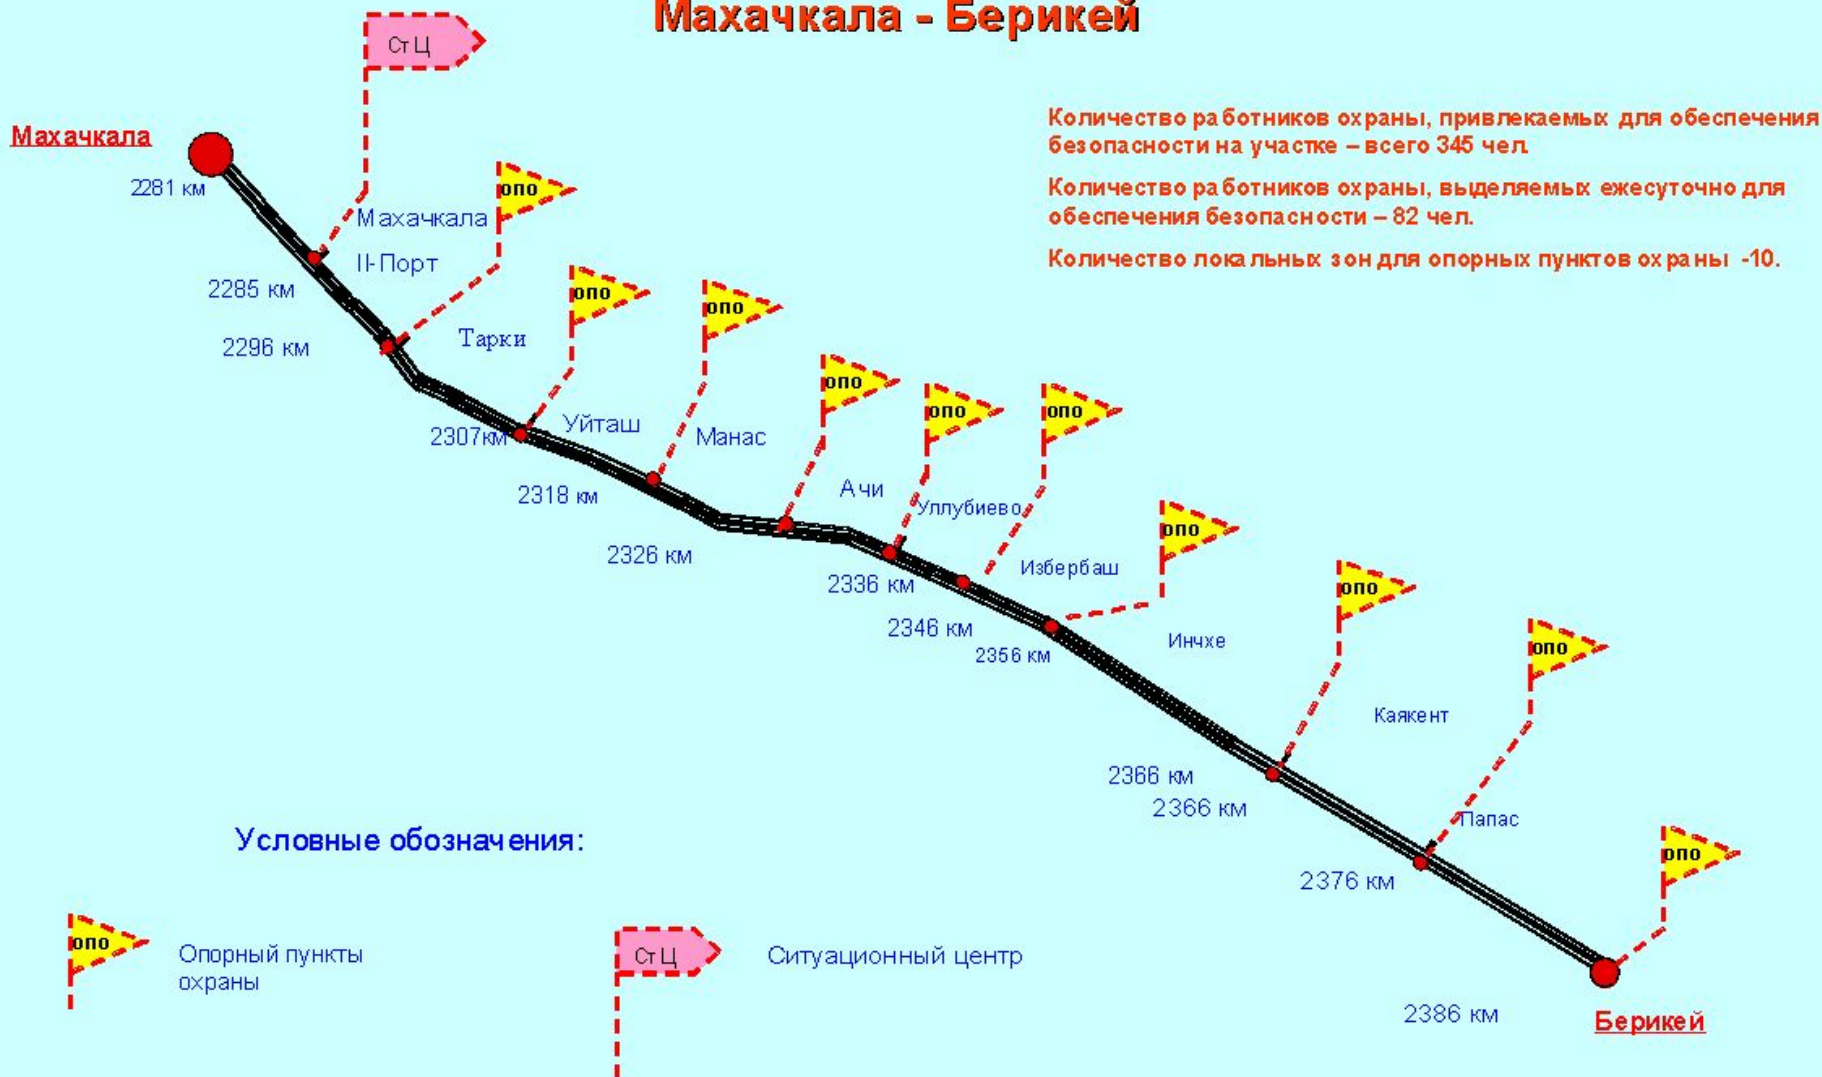 Махачкала - Берикей
Ст Ц
Количество работников охраны, привлекаемых для обеспечения
безопасности на участке – всего 345 чел.
Количество работников охраны, выделяемых ежесуточно для
обеспечения безопасности – 82 чел.
Количество локальных зон для опорных пунктов охраны -10.
Махачкала
2281 км
опо
Махачкала
II-Порт
2285 км
опо
опо
Тарки
2296 км
опо
опо
опо
Уйташ
2307км
Манас
Ачи
2318 км
Уллубиево
опо
2326 км
Избербаш
2336 км
опо
2346 км
Инчхе
2356 км
опо
Каякент
2366 км
2366 км
Папас
опо
2376 км
2386 км
Берикей
Условные обозначения:
опо
Опорный пункты
охраны
Ст Ц
Ситуационный центр